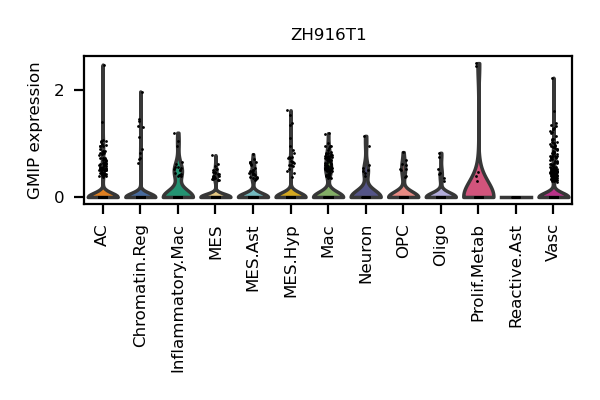 ZH916T1
GMIP expression
2
0
AC
Chromatin.Reg
Inflammatory.Mac
MES
MES.Ast
MES.Hyp
Mac
Neuron
OPC
Oligo
Prolif.Metab
Reactive.Ast
Vasc